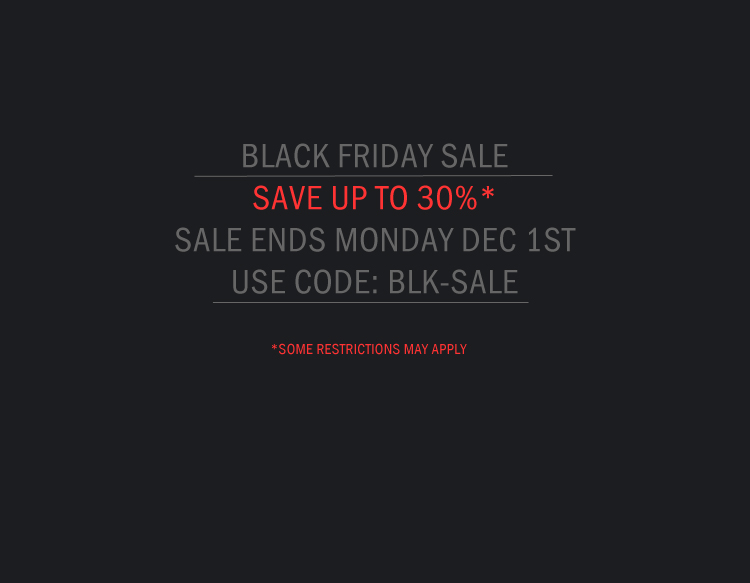 BLACK FRIDAY SALE
SAVE UP TO 30%*
SALE ENDS MONDAY DEC 1ST
USE CODE: BLK-SALE
*SOME RESTRICTIONS MAY APPLY